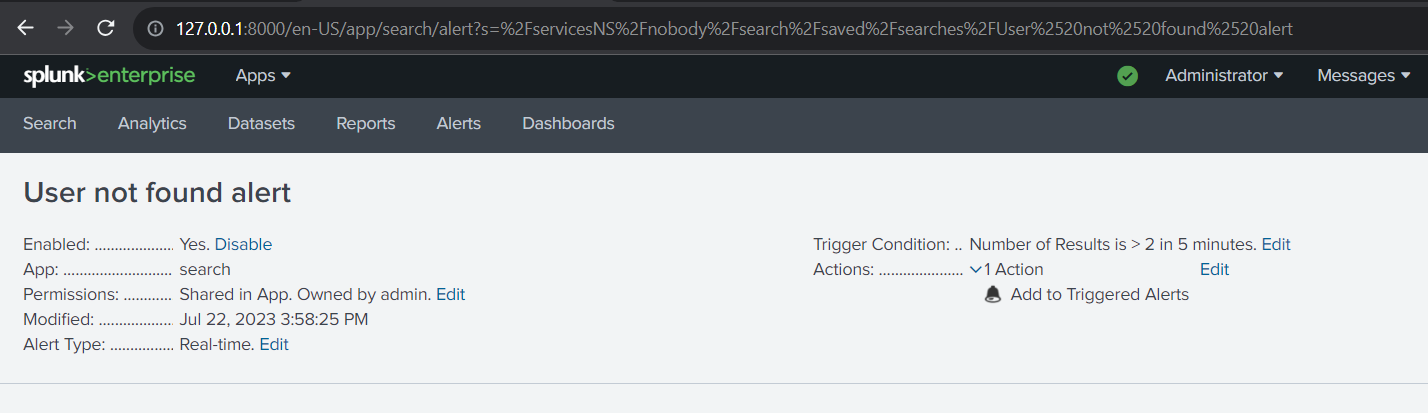 127.0.0.1:8000/en-US/app/search/alert?s=%2FservicesNS%2Fnobody%2Fsearch%2Fsaved%2Fsearches%2FUser%2520not%2520found%2520alert
splunk>enterprise Apps Administrator Messages
Search Analytics Datasets Reports Alerts Dashboards
User not found alert
Enabled: .................... Yes. Disable
App: ........................... search
Permissions: ............ Shared in App. Owned by admin. Edit
Modified: ................... Jul 22, 2023 3:58:25 PM
Alert Type: ................ Real-time. Edit
Trigger Condition: .. Number of Results is > 2 in 5 minutes. Edit
Actions: ..................... 1 Action Edit
Add to Triggered Alerts